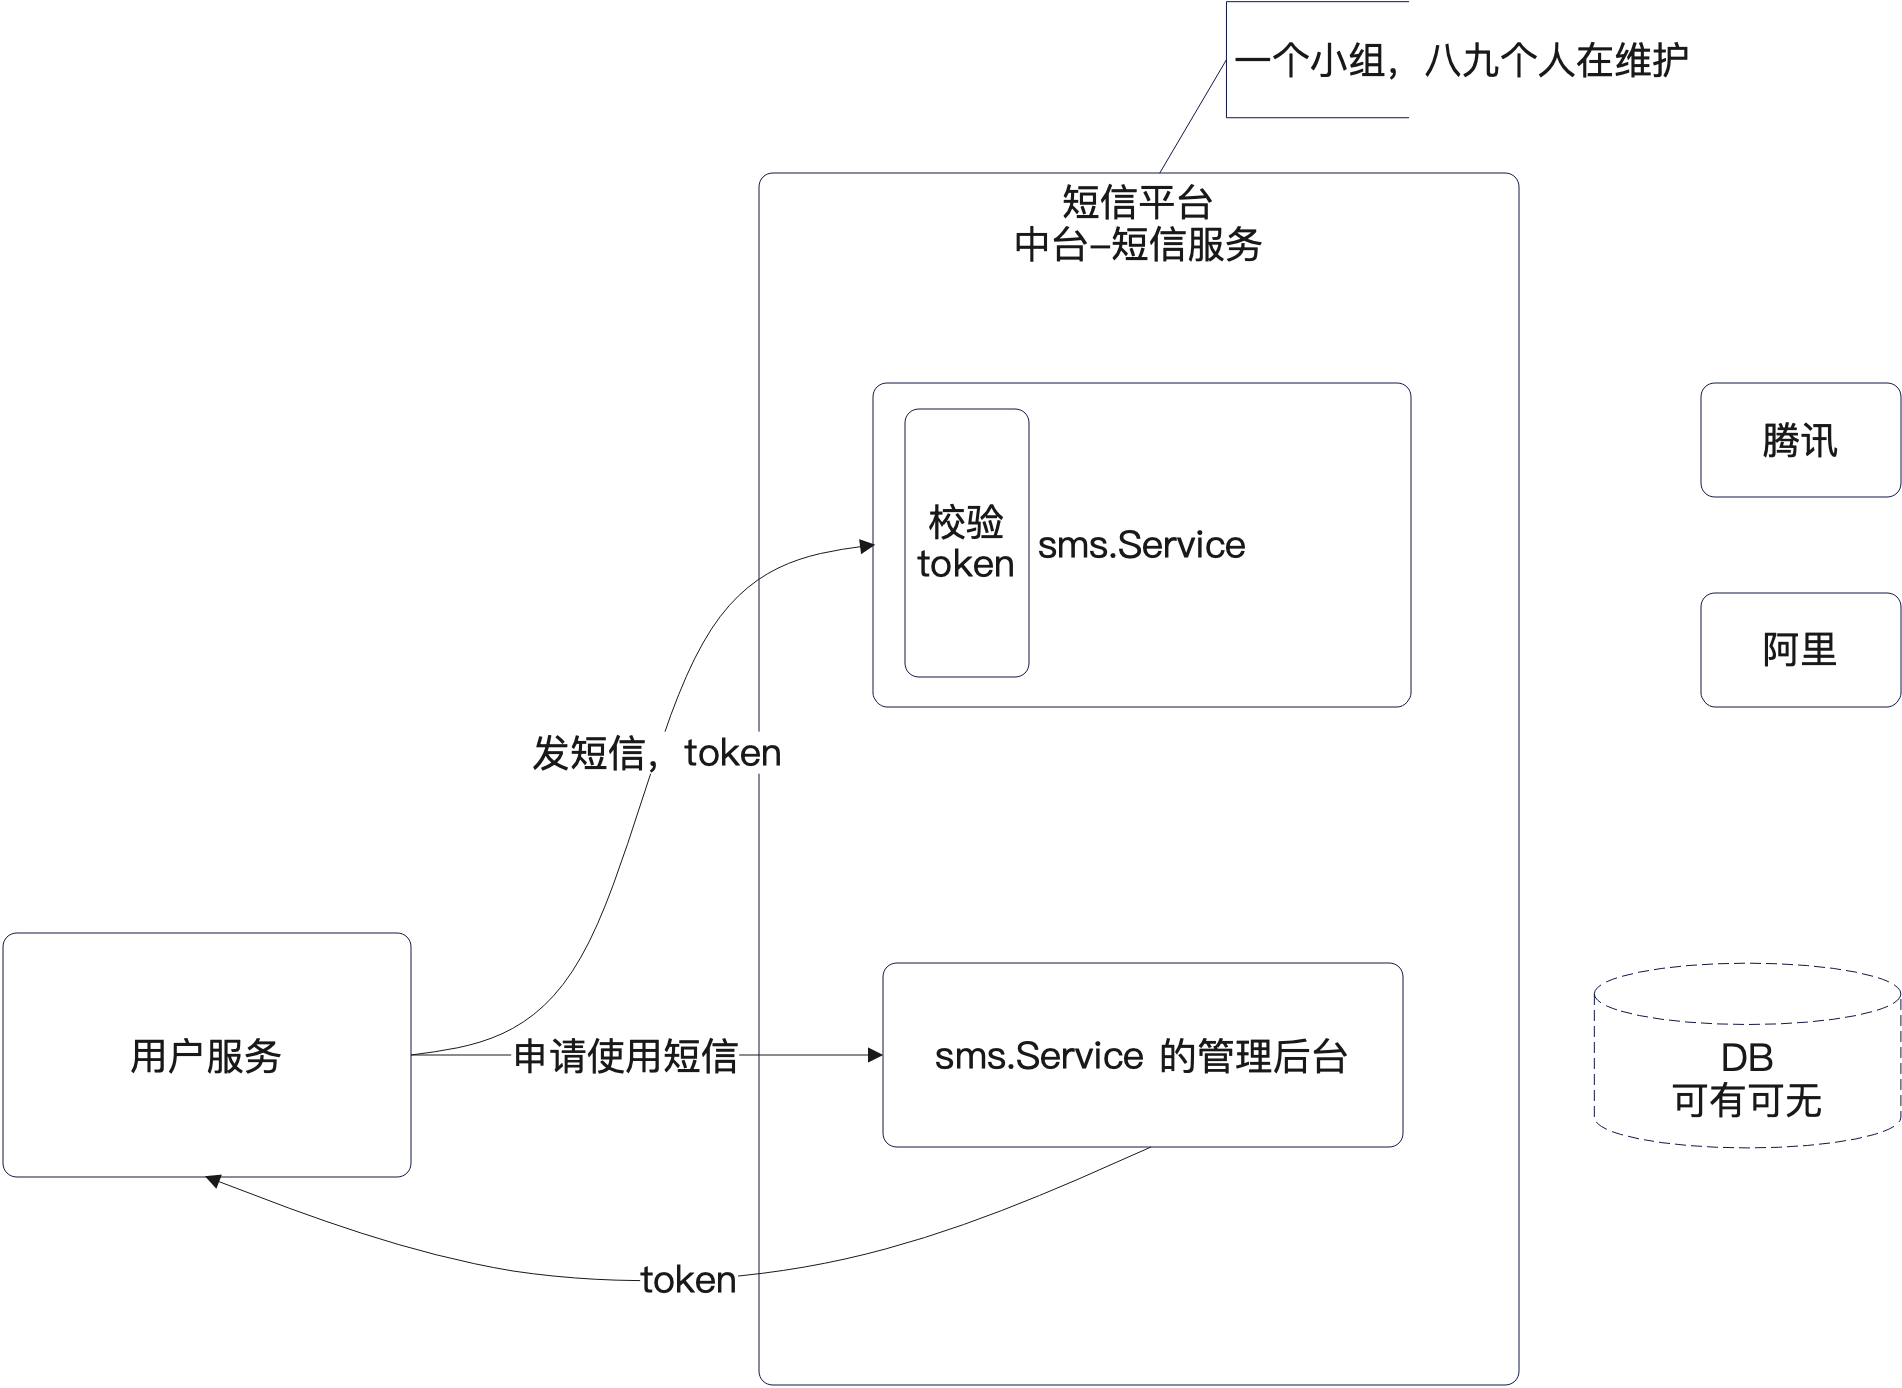 一个小组，八九个人在维护
短信平台
中台-短信服务
校验
token
sms.Service
腾讯
阿里
发短信，token
用户服务
申请使用短信
sms.Service 的管理后台
DB
可有可无
token